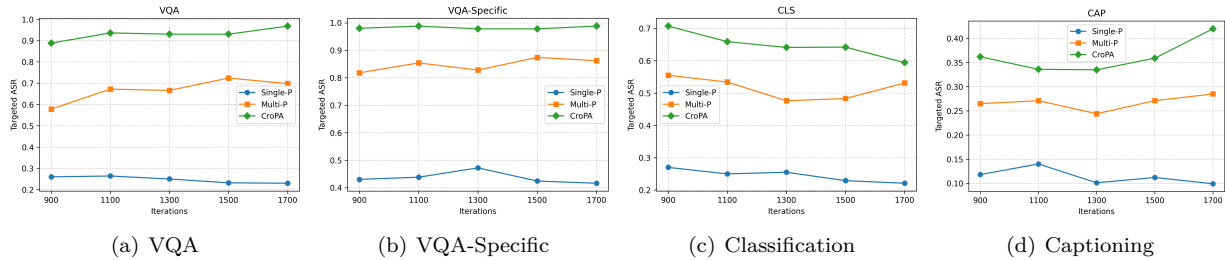 VQA
Targeted ASR
1.0
0.9
0.8
0.7
0.6
0.5
0.4
0.3
0.2
Single-P
Multi-P
CroPA
900 1100 1300 1500 1700
Iterations
(a) VQA
VQA-Specific
Targeted ASR
1.0
0.9
0.8
0.7
0.6
0.5
0.4
Single-P
Multi-P
CroPA
900 1100 1300 1500 1700
Iterations
(b) VQA-Specific
CLS
Targeted ASR
0.7
0.6
0.5
0.4
0.3
0.2
Single-P
Multi-P
CroPA
900 1100 1300 1500 1700
Iterations
(c) Classification
CAP
Targeted ASR
0.40
0.35
0.30
0.25
0.20
0.15
0.10
Single-P
Multi-P
CroPA
900 1100 1300 1500 1700
Iterations
(d) Captioning